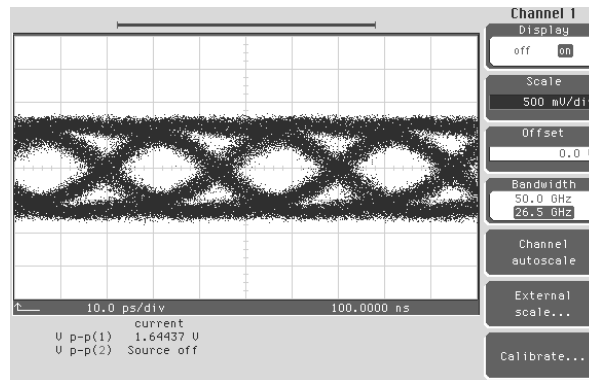 Channel 1
Display
off on
Scale
500 mV/di
Offset
0.0
Bandwidth
50.0 GHz
26.5 GHz
Channel
autoscale
External
scale...
Calibrate...
10.0 ps/div 100.0000 ns
current
V p-p(1) 1.64437 V
V p-p(2) Source off